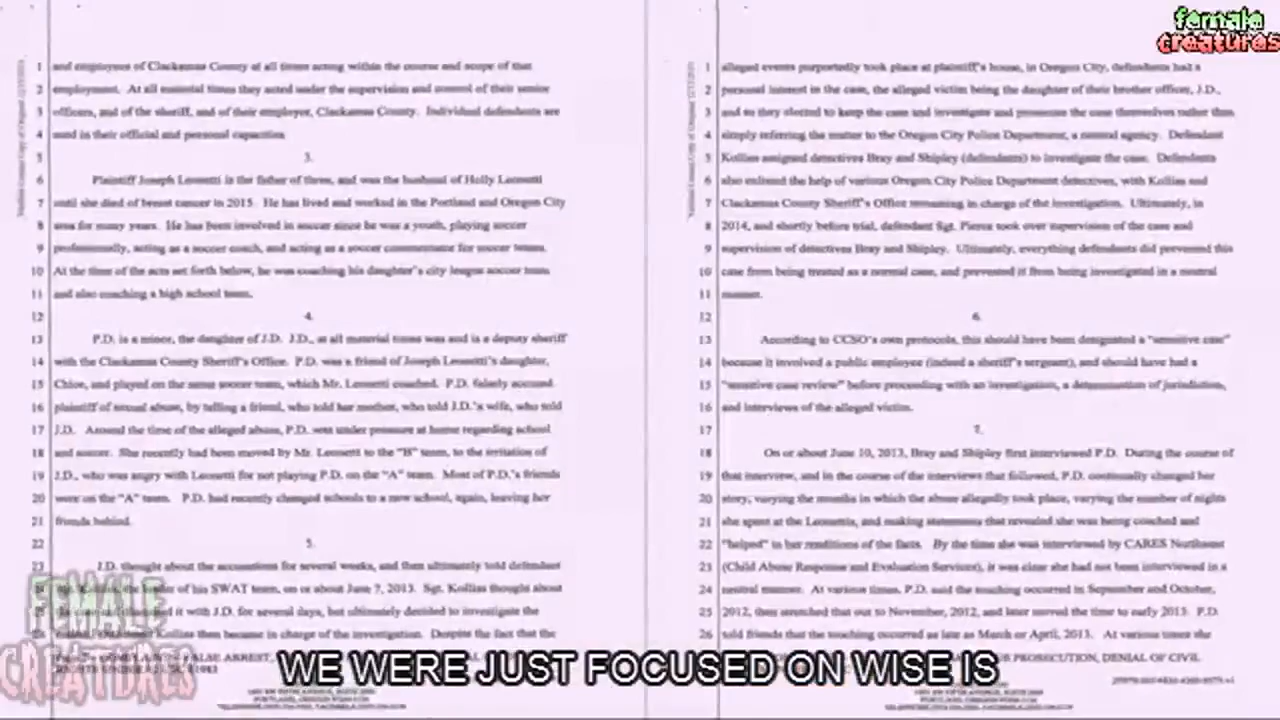 female
creatures
1 and employees of Clackamas County at all times acting within the course and scope of that
2 employment. At all material times they acted under the supervision and control of their senior
3 officers, and of the sheriff, and of their employer, Clackamas County. Individual defendants are
4 sued in their official and personal capacities
5 3.
6 Plaintiff Joseph Leonetti is the father of three, and was the husband of Holly Leonetti
7 until she died of breast cancer in 2015. He has lived and worked in the Portland and Oregon City
8 area for many years. He has been involved in soccer since he was a youth, playing soccer
9 professionally, acting as a soccer coach, and acting as a soccer commentator for soccer teams.
10 At the time of the acts set forth below, he was coaching his daughter's city league soccer team
11 and also coaching a high school team.
12 4.
13 P.D. is a minor, the daughter of J.D. J.D., at all material times was and is a deputy sheriff
14 with the Clackamas County Sheriff's Office. P.D. was a friend of Joseph Leonetti's daughter,
15 Chloe, and played on the same soccer team, which Mr. Leonetti coached. P.D. falsely accused
16 plaintiff of sexual abuse, by telling a friend, who told her mother, who told J.D.'s wife, who told
17 J.D. Around the time of the alleged abuse, P.D. was under pressure at home regarding school
18 and soccer. She recently had been moved by Mr. Leonetti to the "B" team, to the irritation of
19 J.D., who was angry with Leonetti for not playing P.D. on the "A" team. Most of P.D.'s friends
20 were on the "A" team. P.D. had recently changed schools to a new school, again, leaving her
21 friends behind.
22 5.
23 J.D. thought about the accusations for several weeks, and then ultimately told defendant
of his SWAT team, on or about June 7, 2013. Sgt. Kollias thought about
it with J.D. for several days, but ultimately decided to investigate the
Kollias then became in charge of the investigation. Despite the fact that the
FALSE ARREST,
1 alleged events purportedly took place at plaintiff's house, in Oregon City, defendants had a
2 personal interest in the case, the alleged victim being the daughter of their brother officer, J.D.,
3 and so they elected to keep the case and investigate and prosecute the case themselves rather than
4 simply referring the matter to the Oregon City Police Department, a neutral agency. Defendant
5 Kollias assigned detectives Bray and Shipley (defendants) to investigate the case. Defendants
6 also enlisted the help of various Oregon City Police Department detectives, with Kollias and
7 Clackamas County Sheriff's Office remaining in charge of the investigation. Ultimately, in
8 2014, and shortly before trial, defendant Sgt. Pierce took over supervision of the case and
9 supervision of detectives Bray and Shipley. Ultimately, everything defendants did prevented this
10 case from being treated as a normal case, and prevented it from being investigated in a neutral
11 manner.
12 6.
13 According to CCSO's own protocols, this should have been designated a "sensitive case"
14 because it involved a public employee (indeed a sheriff's sergeant), and should have had a
15 "sensitive case review" before proceeding with an investigation, a determination of jurisdiction,
16 and interviews of the alleged victim.
17 7.
18 On or about June 10, 2013, Bray and Shipley first interviewed P.D. During the course of
19 that interview, and in the course of the interviews that followed, P.D. continually changed her
20 story, varying the months in which the abuse allegedly took place, varying the number of nights
21 she spent at the Leonettis, and making statements that revealed she was being coached and
22 "helped" in her renditions of the facts. By the time she was interviewed by CARES Northwest
23 (Child Abuse Response and Evaluation Services), it was clear she had not been interviewed in a
24 neutral manner. At various times, P.D. said the touching occurred in September and October,
25 2012, then stretched that out to November, 2012, and later moved the time to early 2013. P.D.
26 told friends that the touching occurred as late as March or April, 2013. At various times she
PROSECUTION, DENIAL OF CIVIL
FEMALE
CREATURES
WE WERE JUST FOCUSED ON WISE IS